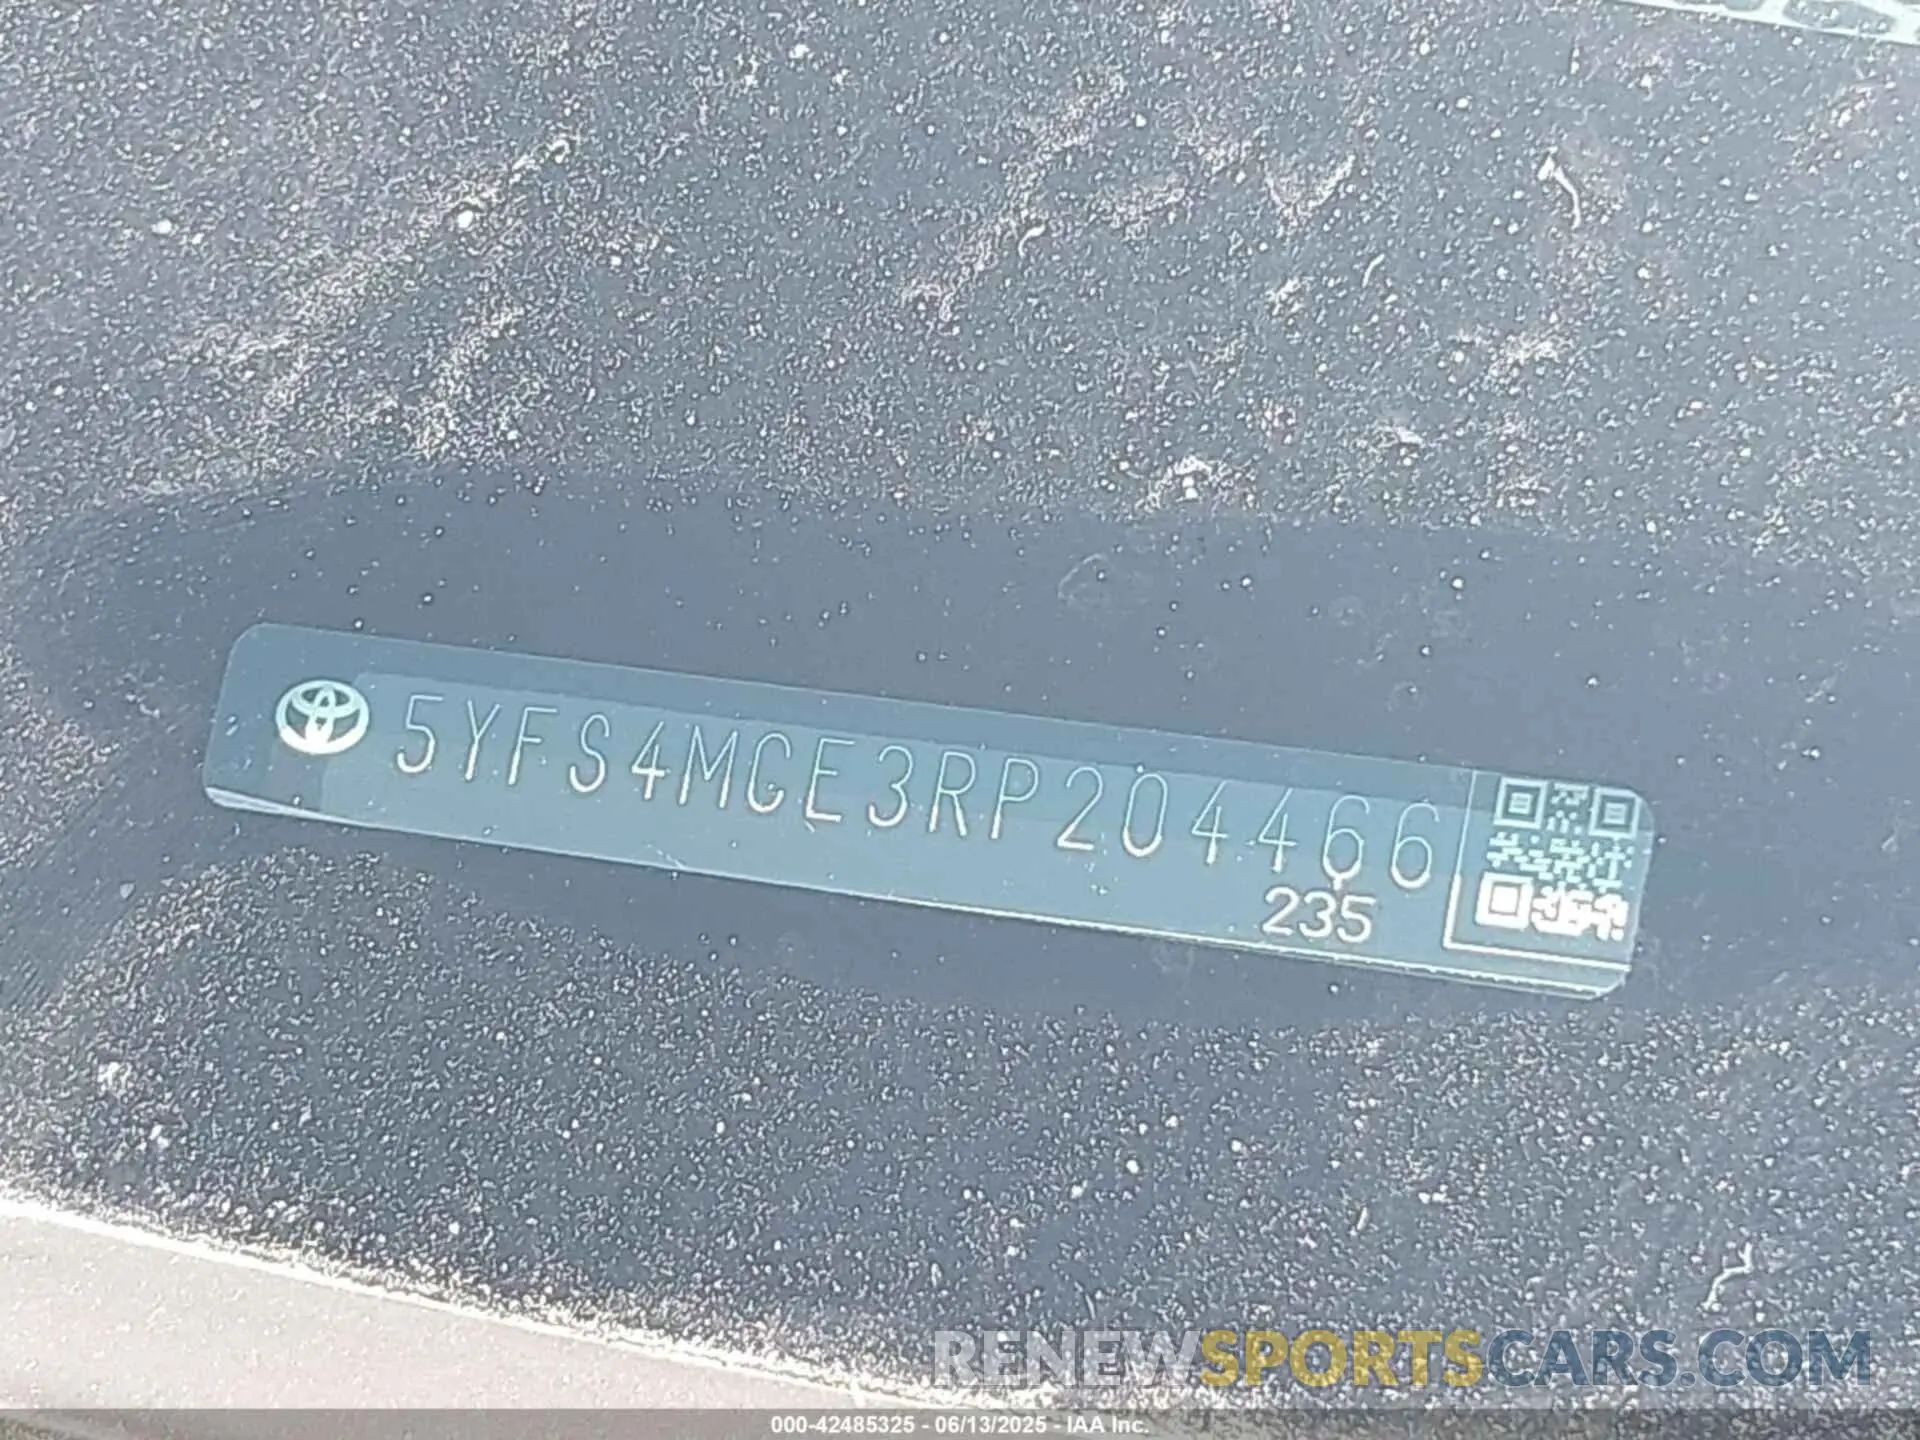 5YFS4MCE3RP204466
235
RENEWSPORTSCARS.COM
000-42485325 - 06/13/2025 - IAA Inc.